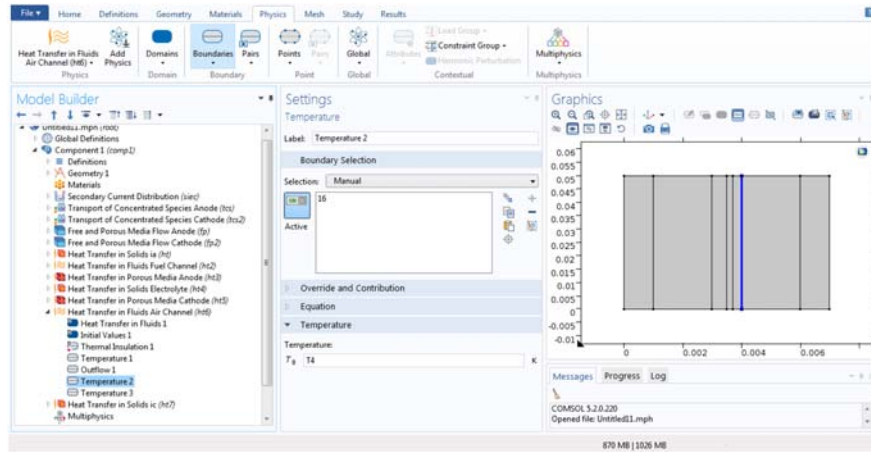 File Home Definitions Geometry Materials Physics Mesh Study Results
Heat Transfer in Fluids
Air Channel (ht6)
Add
Physics
Domains
Boundaries
Pairs
Points
Pairs
Global
Attributes
Load Group
Constraint Group
Harmonic Perturbation
Multiphysics
Physics Domain Boundary Point Global Contextual Multiphysics
Model Builder
Untitled11.mph (root)
Global Definitions
Component 1 (comp1)
Definitions
Geometry 1
Materials
Secondary Current Distribution (siec)
Transport of Concentrated Species Anode (tcs)
Transport of Concentrated Species Cathode (tcs2)
Free and Porous Media Flow Anode (fp)
Free and Porous Media Flow Cathode (fp2)
Heat Transfer in Solids ia (ht)
Heat Transfer in Fluids Fuel Channel (ht2)
Heat Transfer in Porous Media Anode (ht3)
Heat Transfer in Solids Electrolyte (ht4)
Heat Transfer in Porous Media Cathode (ht5)
Heat Transfer in Fluids Air Channel (ht6)
Heat Transfer in Fluids 1
Initial Values 1
Thermal Insulation 1
Temperature 1
Outflow 1
Temperature 2
Temperature 3
Heat Transfer in Solids ic (ht7)
Multiphysics
Settings
Temperature
Label: Temperature 2
Boundary Selection
Selection: Manual
16
Active
Override and Contribution
Equation
Temperature
Temperature:
T0 T4 K
Graphics
0.06
0.055
0.05
0.045
0.04
0.035
0.03
0.025
0.02
0.015
0.01
0.005
0
-0.005
-0.01
0 0.002 0.004 0.006
Messages Progress Log
COMSOL 5.2.0.220
Opened file: Untitled11.mph
870 MB | 1026 MB